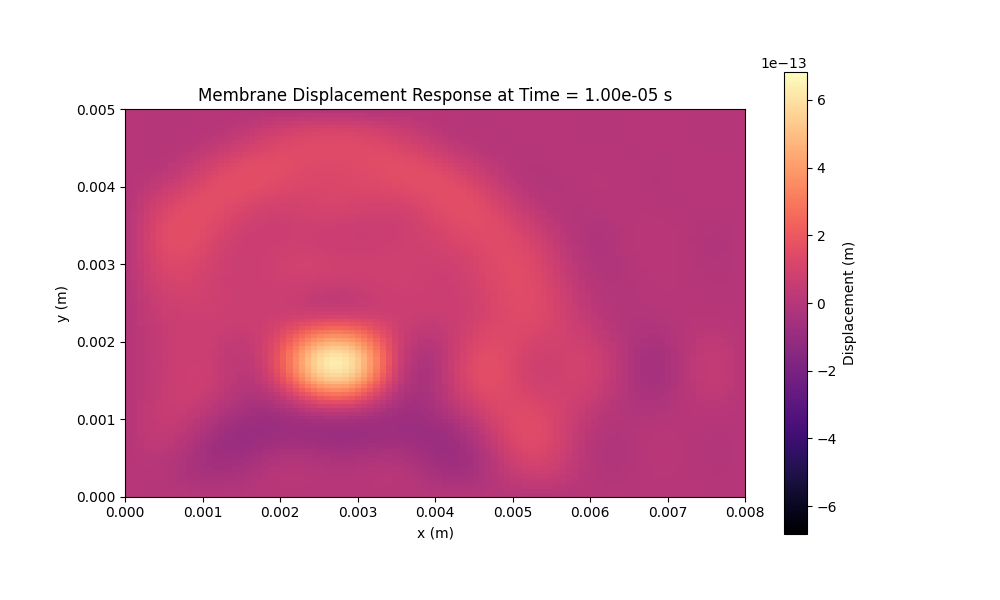 1e−13
Membrane Displacement Response at Time = 1.00e-05 s
0.005
0.004
0.003
0.002
0.001
0.000
y (m)
0.000 0.001 0.002 0.003 0.004 0.005 0.006 0.007 0.008
x (m)
6
4
2
0
−2
−4
−6
Displacement (m)